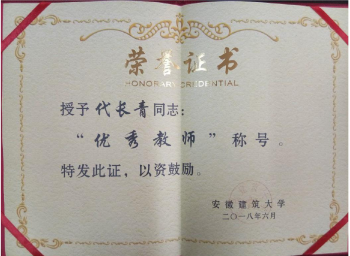 荣誉证书
HONORARY CREDENTIAL
授予代长青同志：
“优秀教师”称号。
特发此证，以资鼓励。
安徽建筑大学
二〇一八年六月